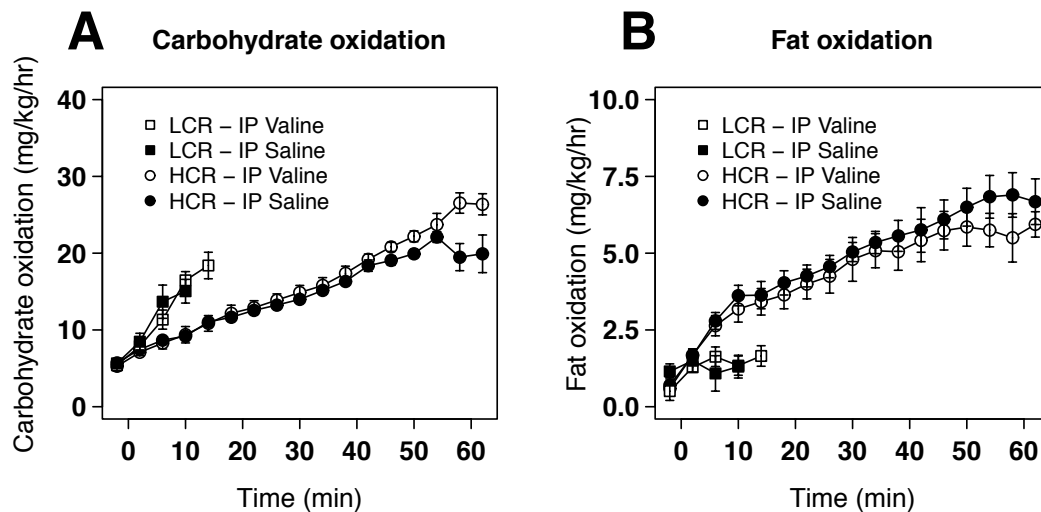 A
Carbohydrate oxidation
Carbohydrate oxidation (mg/kg/hr)
40
30
20
10
0
LCR – IP Valine
LCR – IP Saline
HCR – IP Valine
HCR – IP Saline
0 10 20 30 40 50 60
Time (min)
B
Fat oxidation
Fat oxidation (mg/kg/hr)
10.0
7.5
5.0
2.5
0.0
LCR – IP Valine
LCR – IP Saline
HCR – IP Valine
HCR – IP Saline
0 10 20 30 40 50 60
Time (min)